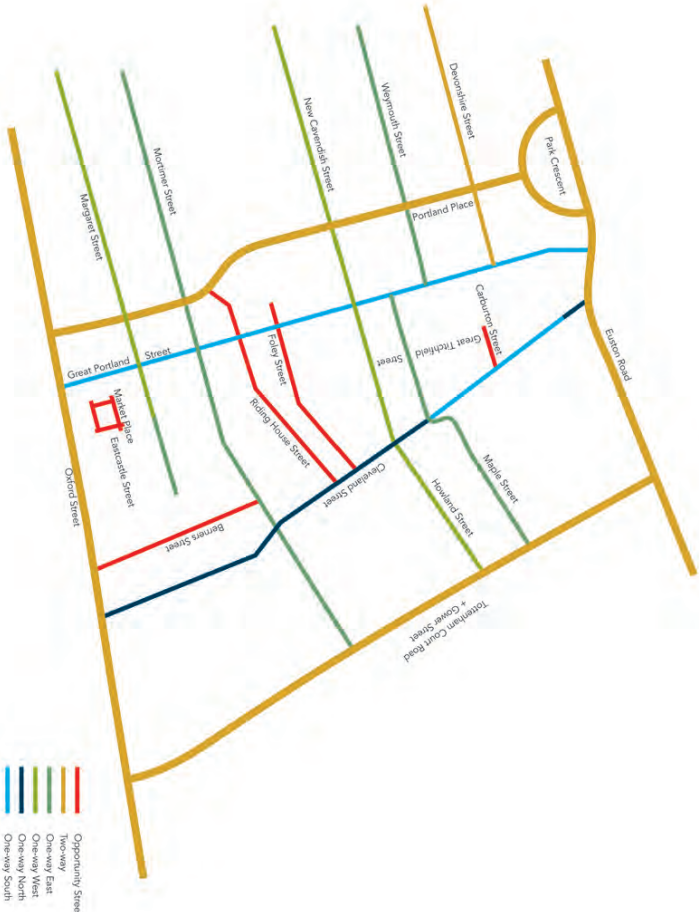 Devonshire Street
Weymouth Street
New Cavendish Street
Park Crescent
Mortimer Street
Margaret Street
Portland Place
Carburton Street
Great Titchfield
Street
Euston Road
Foley Street
Great Portland
Street
Riding House Street
Market Place
Eastcastle Street
Oxford Street
Maple Street
Howland Street
Cleveland Street
Berners Street
Tottenham Court Road
+ Gower Street
Opportunity Stree
Two-way
One-way East
One-way West
One-way North
One-way South